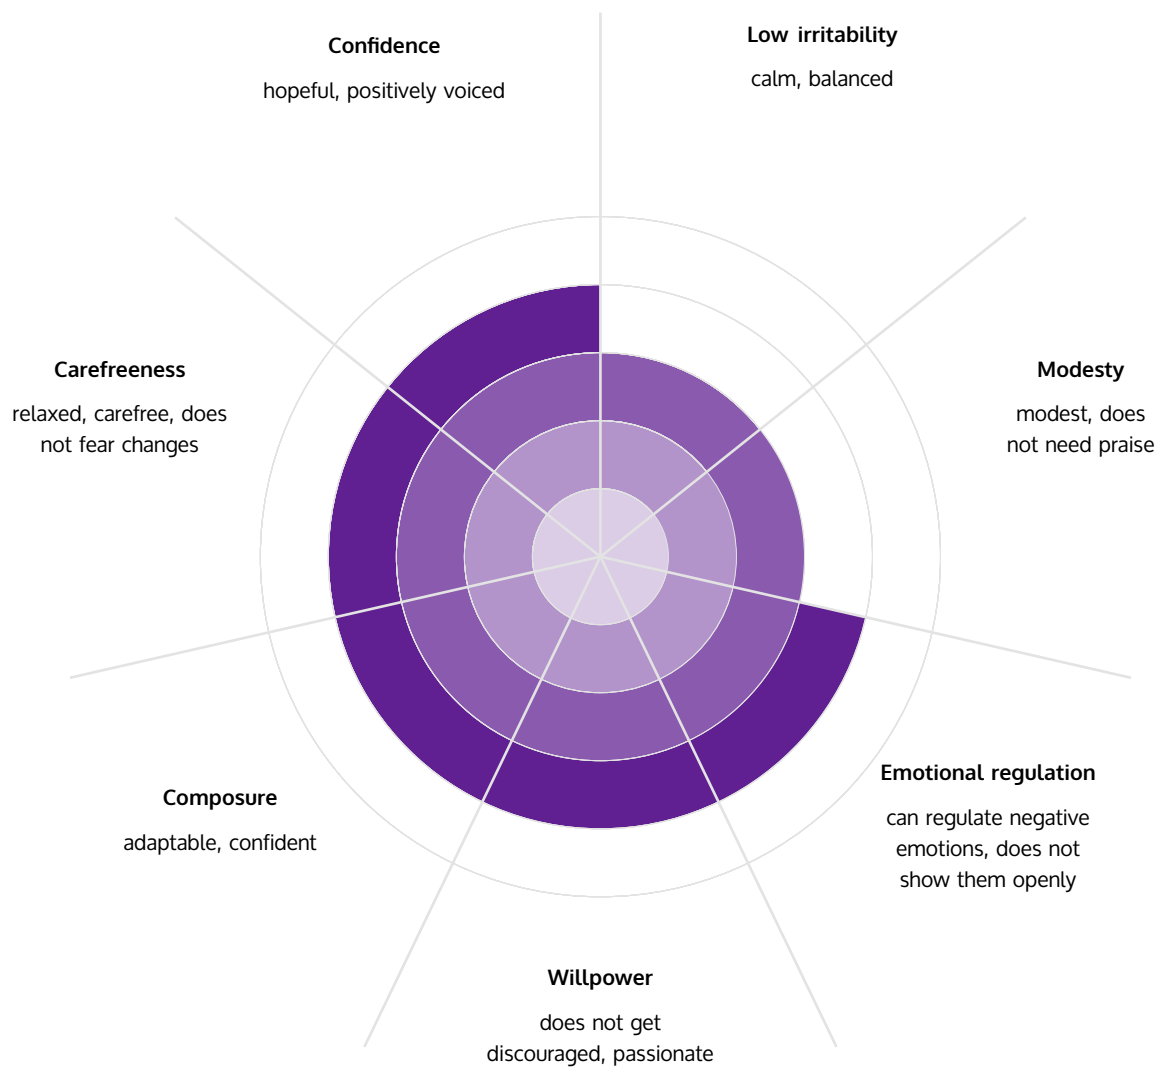 Confidence
hopeful, positively voiced
Low irritability
calm, balanced
Carefreeness
relaxed, carefree, does
not fear changes
Modesty
modest, does
not need praise
Composure
adaptable, confident
Emotional regulation
can regulate negative
emotions, does not
show them openly
Willpower
does not get
discouraged, passionate